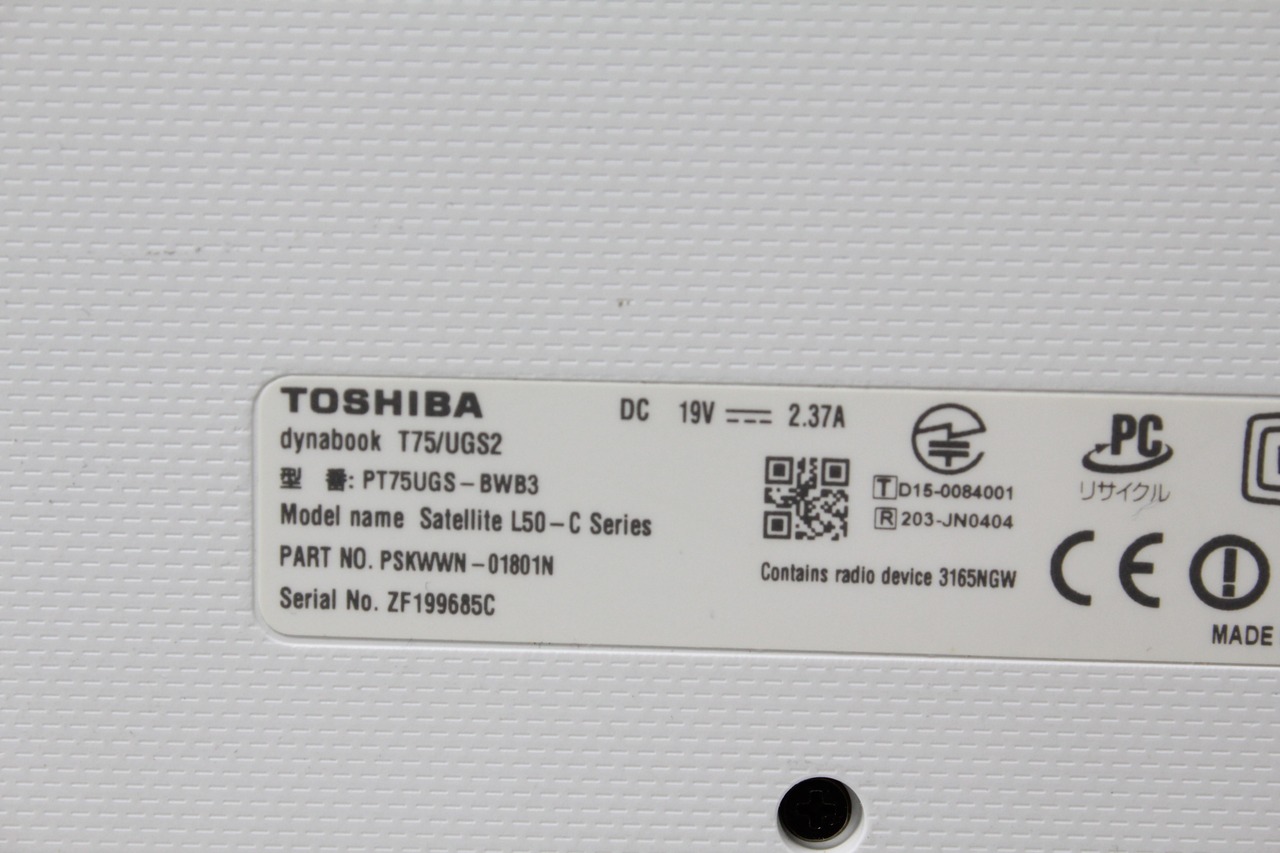 TOSHIBA
dynabook T75/UGS2
型 番: PT75UGS-BWB3
Model name Satellite L50-C Series
PART NO. PSKWWN-01801N
Serial No. ZF199685C
DC 19V 2.37A
T D15-0084001
R 203-JN0404
Contains radio device 3165NGW
PC
リサイクル
CE
MADE